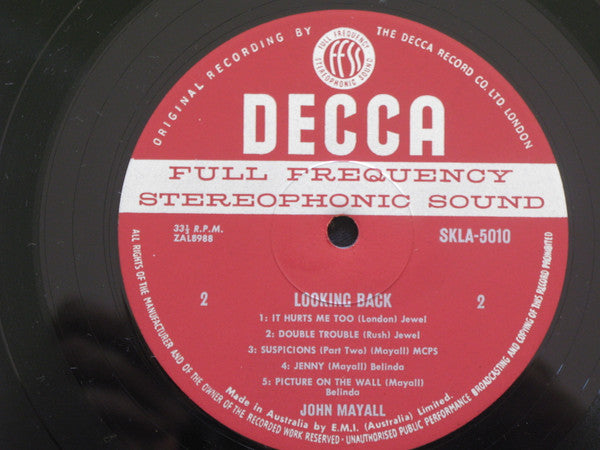 ORIGINAL RECORDING BY THE DECCA RECORD CO. LTD. LONDON
FULL FREQUENCY
ffss
STEREOPHONIC SOUND
DECCA
FULL FREQUENCY
STEREOPHONIC SOUND
33⅓ R.P.M.
ZAL8988
SKLA-5010
2 LOOKING BACK 2
1: IT HURTS ME TOO (London) Jewel
2: DOUBLE TROUBLE (Rush) Jewel
3: SUSPICIONS (Part Two) (Mayall) MCPS
4: JENNY (Mayall) Belinda
5: PICTURE ON THE WALL (Mayall)
Belinda
JOHN MAYALL
Made in Australia by E.M.I. (Australia) Limited.
ALL RIGHTS OF THE MANUFACTURER AND OF THE OWNER OF THE RECORDED WORK RESERVED - UNAUTHORISED PUBLIC PERFORMANCE BROADCASTING AND COPYING OF THIS RECORD PROHIBITED